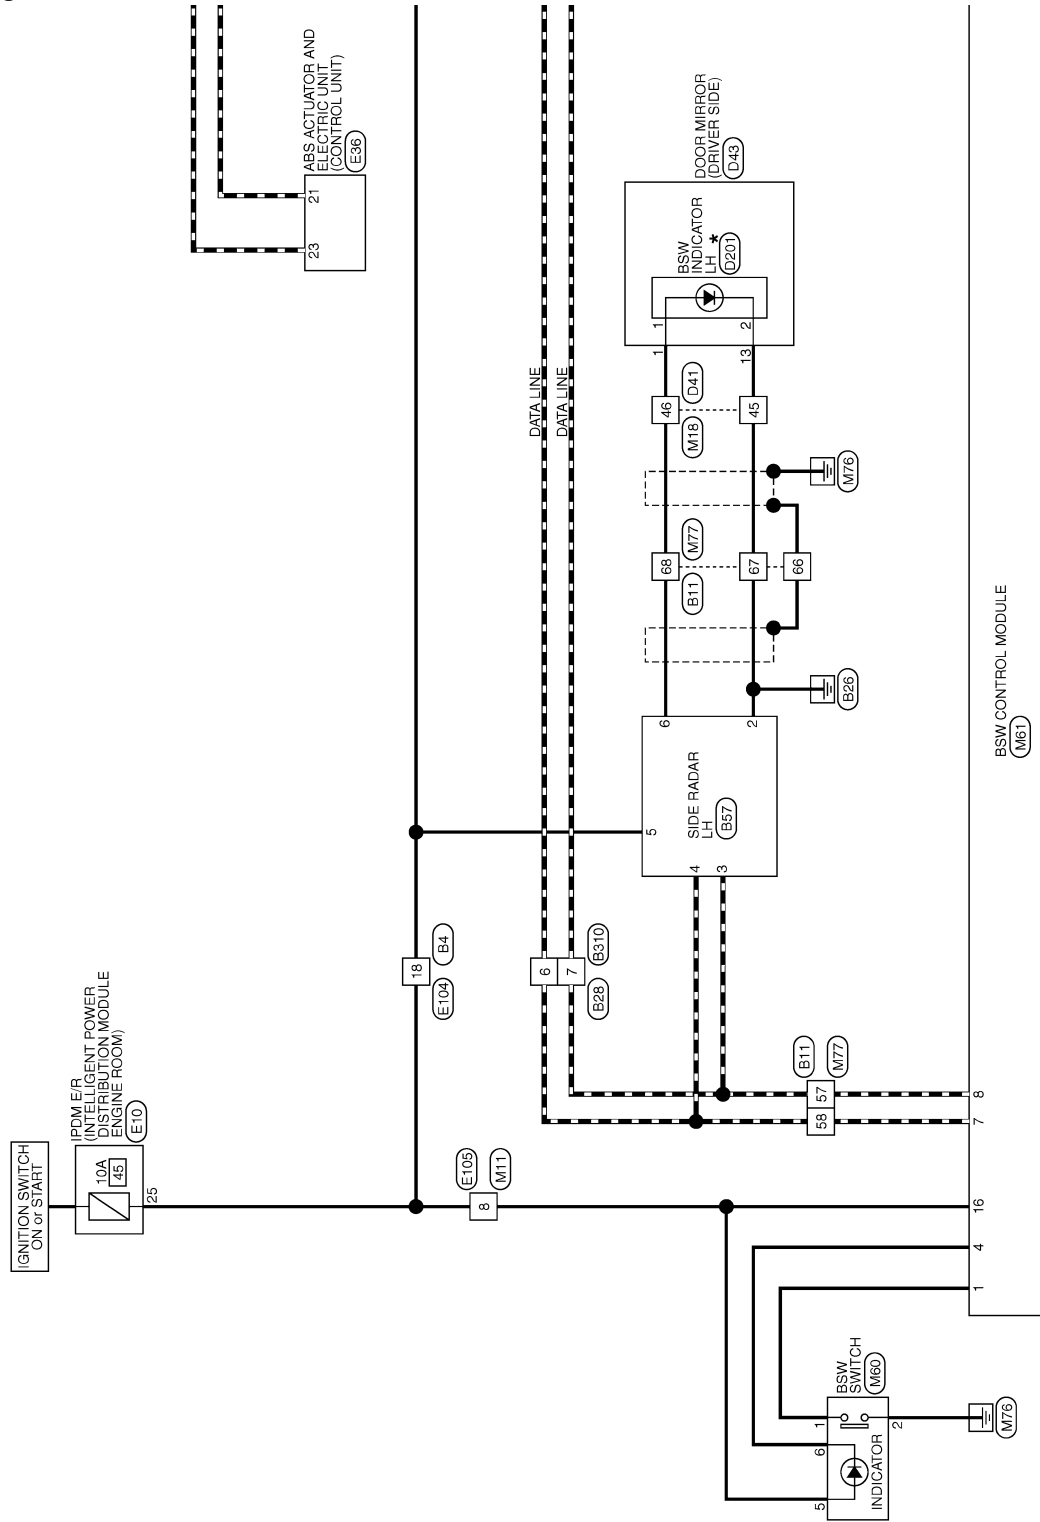 IGNITION SWITCH
ON or START
IPDM E/R
(INTELLIGENT POWER
DISTRIBUTION MODULE
ENGINE ROOM)
E10
10A
45
25
ABS ACTUATOR AND
ELECTRIC UNIT
(CONTROL UNIT)
E36
23
21
18
E104
B4
8
E105
M11
DATA LINE
DATA LINE
6
7
B28
B310
DOOR MIRROR
(DRIVER SIDE)
D43
BSW
INDICATOR
LH *
D201
1
2
1
13
46
45
M18
D41
M76
68
67
66
B11
M77
B26
6
2
SIDE RADAR
LH
B57
5
4
3
B11
M77
57
58
8
7
16
4
1
BSW CONTROL MODULE
M61
BSW
SWITCH
M60
1
2
6
5
INDICATOR
M76